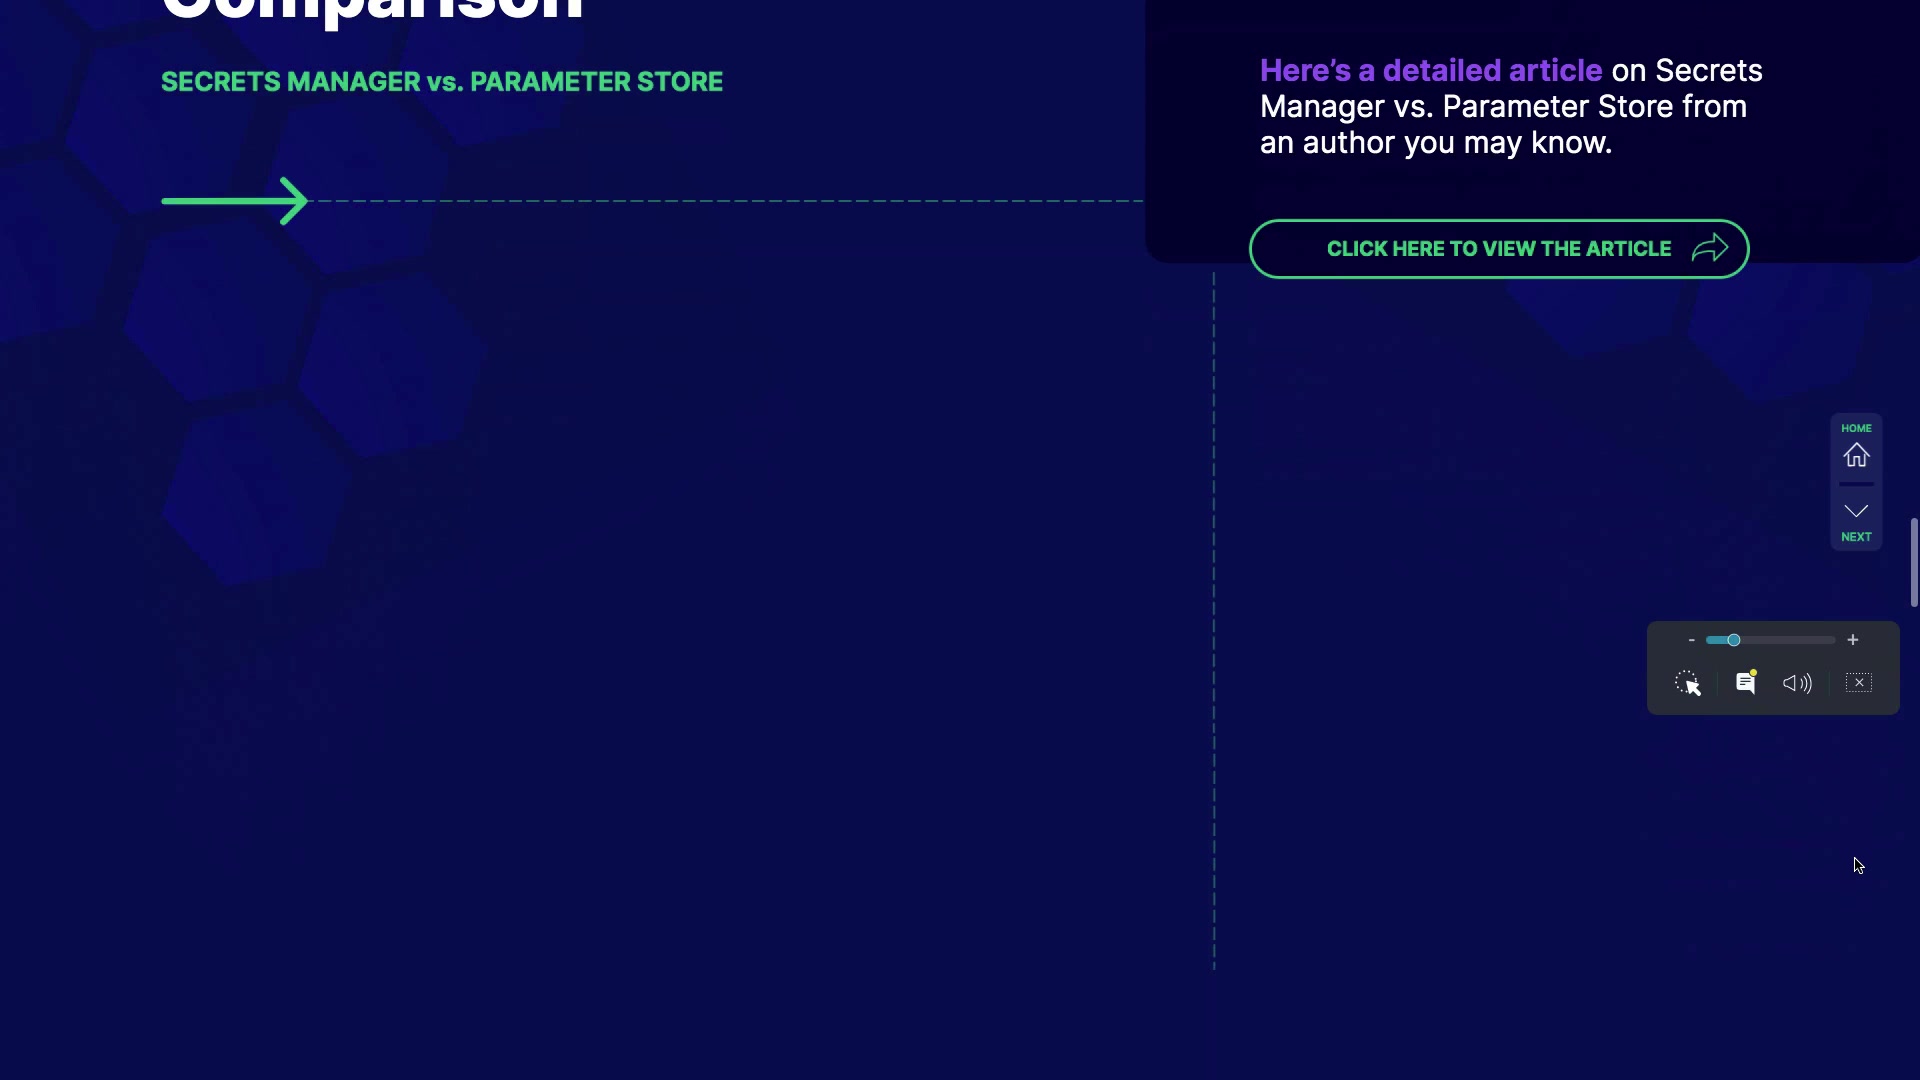 Comparison
SECRETS MANAGER vs. PARAMETER STORE
Here’s a detailed article on Secrets
Manager vs. Parameter Store from
an author you may know.
CLICK HERE TO VIEW THE ARTICLE
HOME
NEXT
- +